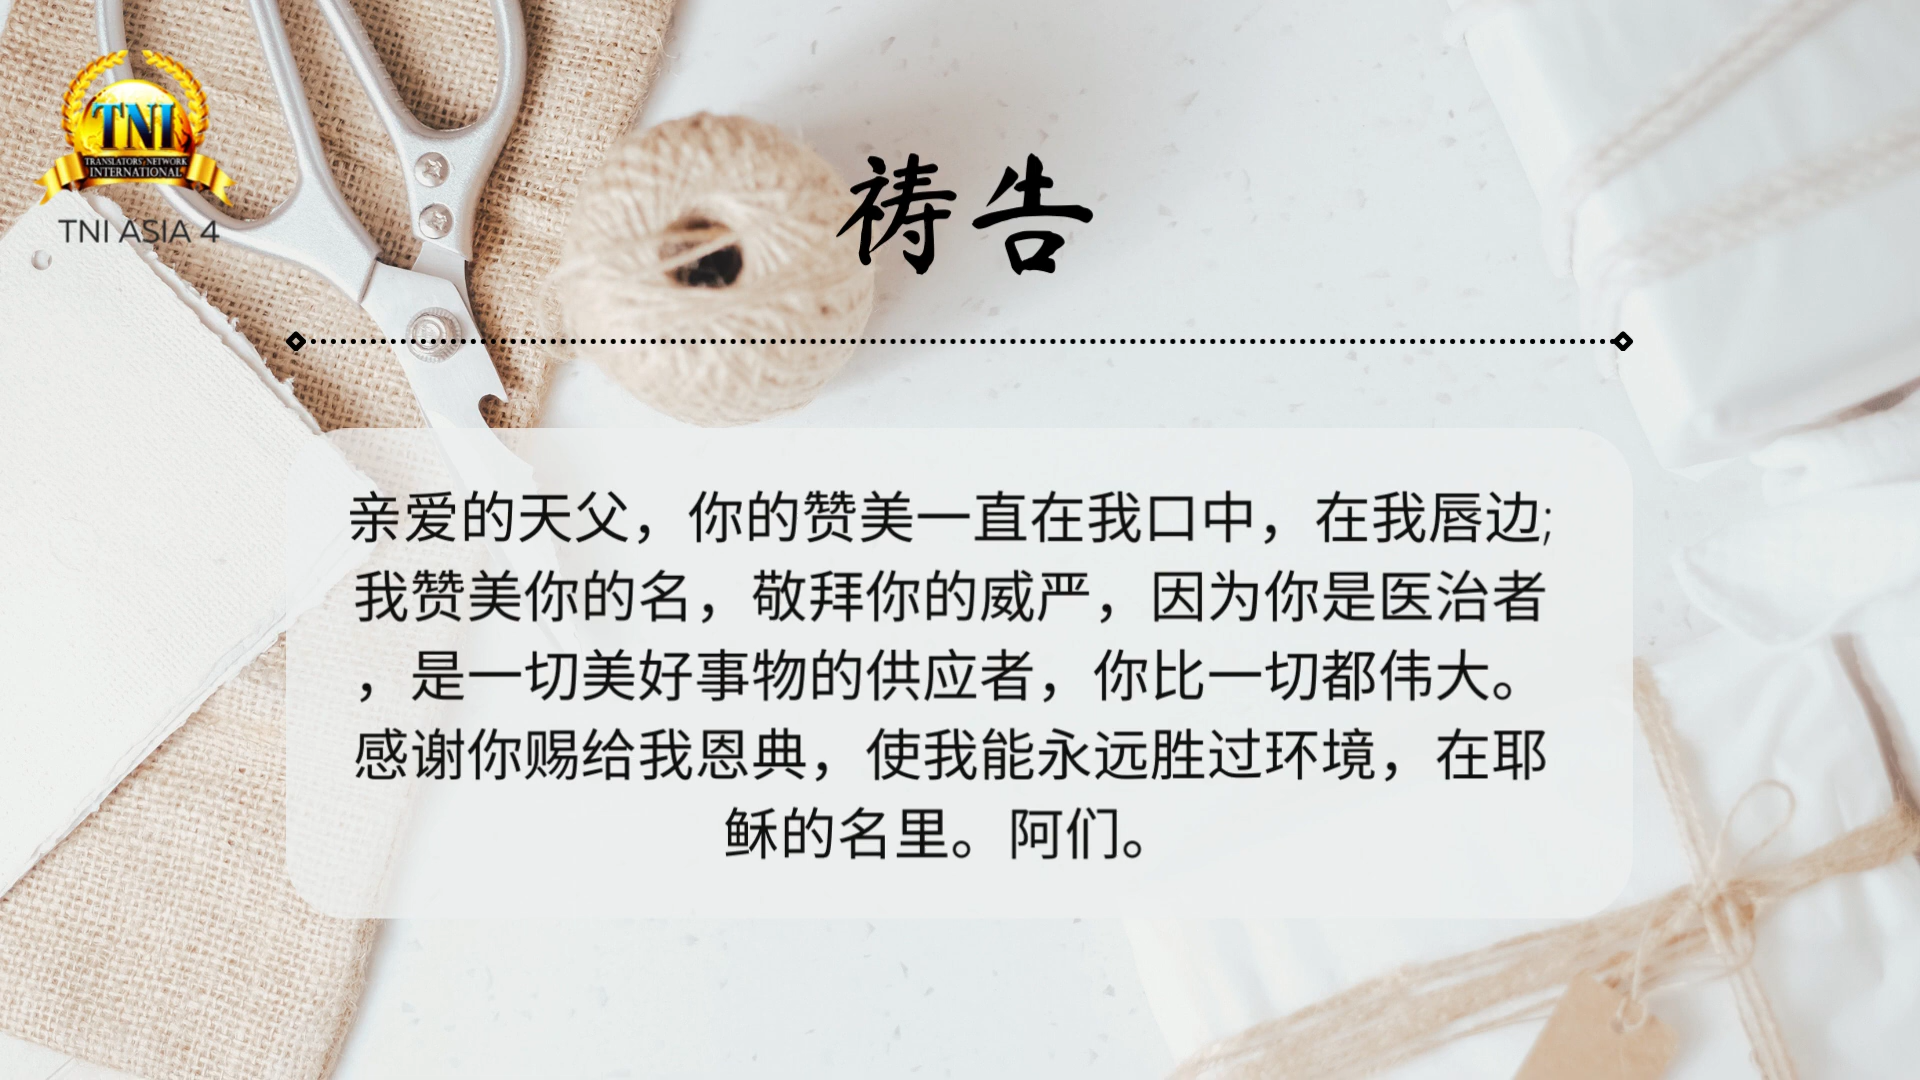 TNI
TRANSLATORS NETWORK
INTERNATIONAL
TNI ASIA 4
祷告
亲爱的天父，你的赞美一直在我口中，在我唇边;
我赞美你的名，敬拜你的威严，因为你是医治者
，是一切美好事物的供应者，你比一切都伟大。
感谢你赐给我恩典，使我能永远胜过环境，在耶
稣的名里。阿们。